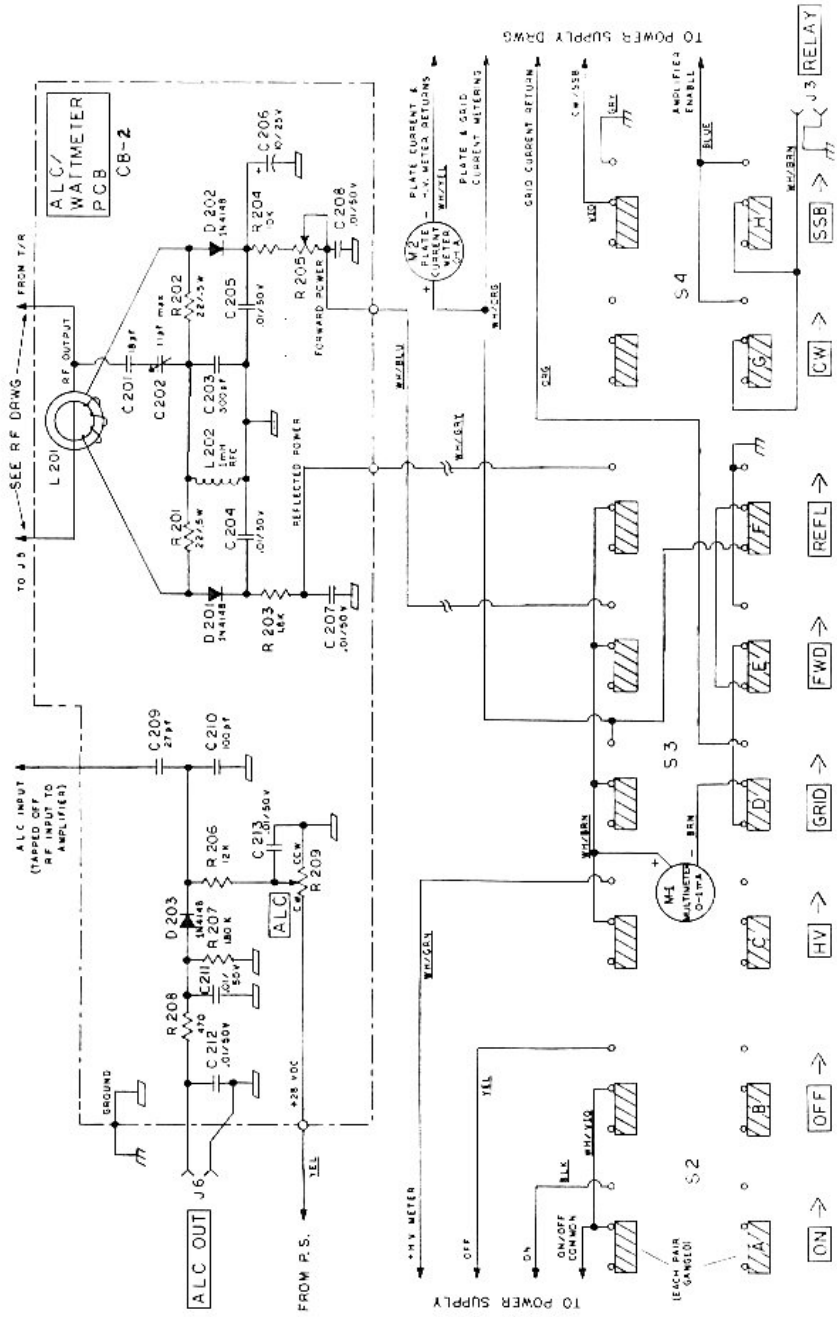 ALC/
WATTMETER
PCB
CB-2
FROM T/R
SEE RF DRWG
TO J5
L201
RF OUTPUT
C201
18pf
C202
11pf max
R202
22/.5W
D202
1N4148
C206
10/25V
R204
10K
R205
FORWARD POWER
C208
.01/50V
C205
.01/50V
C203
500pf
L202
1mH
RFC
R201
22/.5W
C204
.01/50V
D201
1N4148
R203
1.8K
C207
.01/50V
REFLECTED POWER
ALC INPUT
(TAPPED OFF
RF INPUT TO
AMPLIFIER)
C209
27pf
C210
100pf
R206
12K
C213
.01/50V
CCW
CW
R209
ALC
D203
1N4148
R207
180K
C211
.01/
50V
R208
470
C212
.01/50V
GROUND
J6
ALC OUT
+28 VDC
YEL
FROM P.S.
PLATE CURRENT &
H.V. METER RETURNS
WH/YEL
M2
PLATE
CURRENT
METER
+
-
PLATE & GRID
CURRENT METERING
WH/ORG
GRID CURRENT RETURN
ORG
WH/BLU
WH/GRY
CW/SSB
GRY
VIO
TO POWER SUPPLY DRWG
AMPLIFIER
ENABLE
BLUE
WH/BRN
J3
RELAY
S4
G
H
CW
SSB
WH/BRN
S3
M-1
MULTIMETER
0-1mA
+
-
BRN
WH/GRN
C
D
E
F
HV
GRID
FWD
REFL
+HV METER
OFF
YEL
ON
BLK
ON/OFF
COMMON
WH/VIO
TO POWER SUPPLY
S2
(EACH PAIR
GANGED)
A
B
ON
OFF